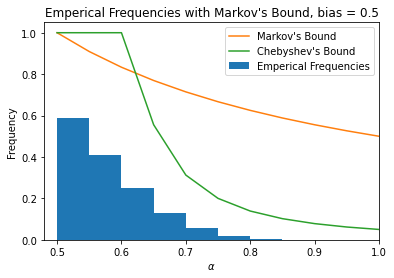 Emperical Frequencies with Markov's Bound, bias = 0.5
Markov's Bound
Chebyshev's Bound
Emperical Frequencies
Frequency
1.0
0.8
0.6
0.4
0.2
0.0
0.5 0.6 0.7 0.8 0.9 1.0
α